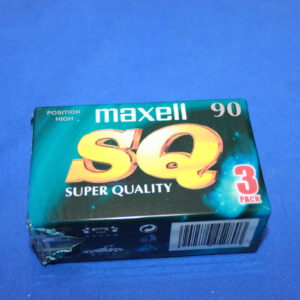 POSITION
HIGH
maxell 90
SQ
SUPER QUALITY
3
PACK